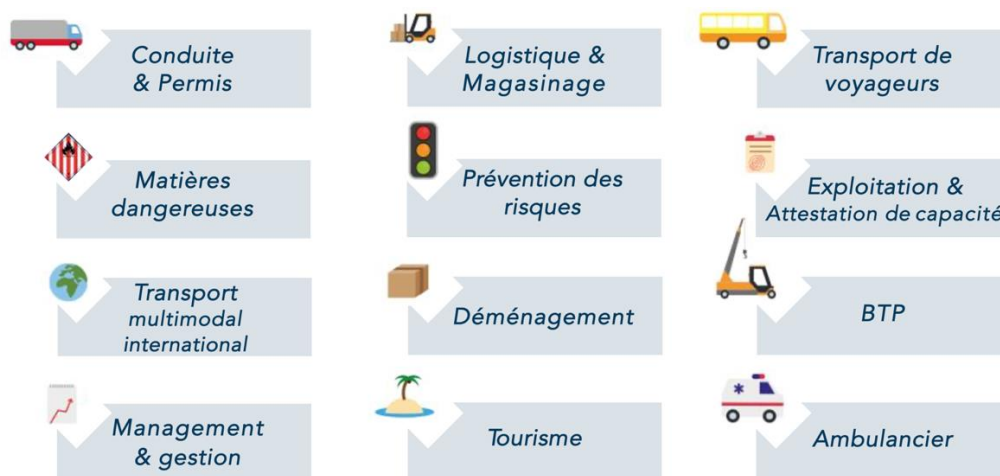 Conduite
& Permis
Logistique &
Magasinage
Transport de
voyageurs
Matières
dangereuses
Prévention des
risques
Exploitation &
Attestation de capacité
Transport
multimodal
international
Déménagement
BTP
Management
& gestion
Tourisme
Ambulancier